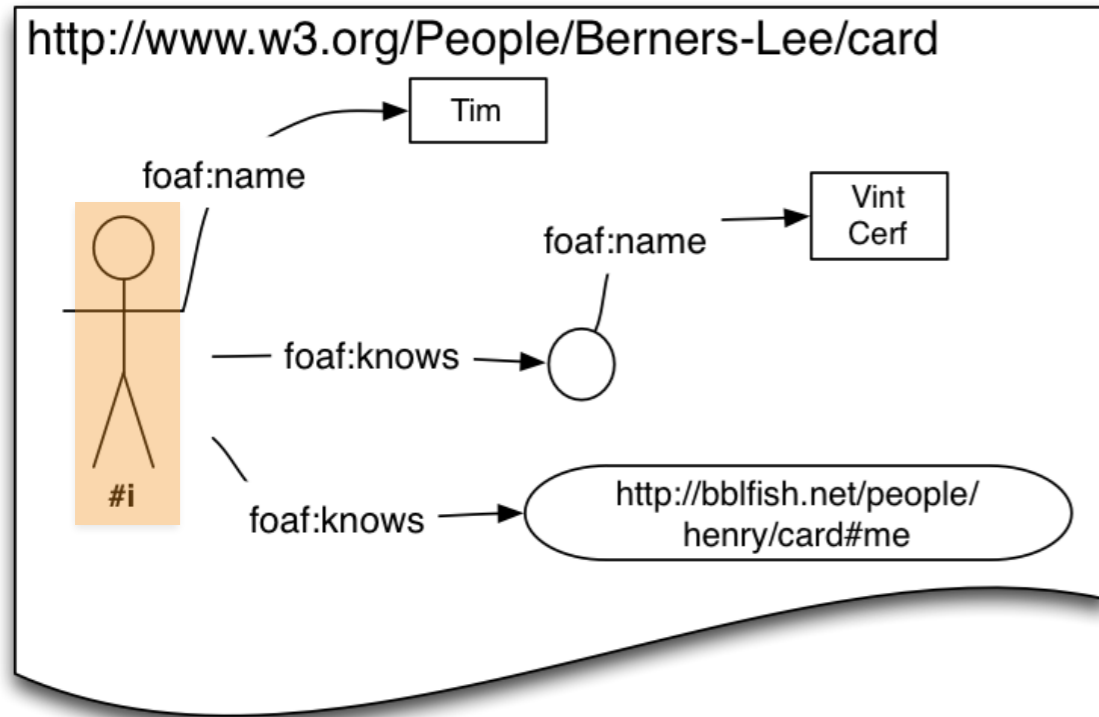 http://www.w3.org/People/Berners-Lee/card
Tim
foaf:name
Vint
Cerf
foaf:name
foaf:knows
#i
http://bblfish.net/people/
henry/card#me
foaf:knows